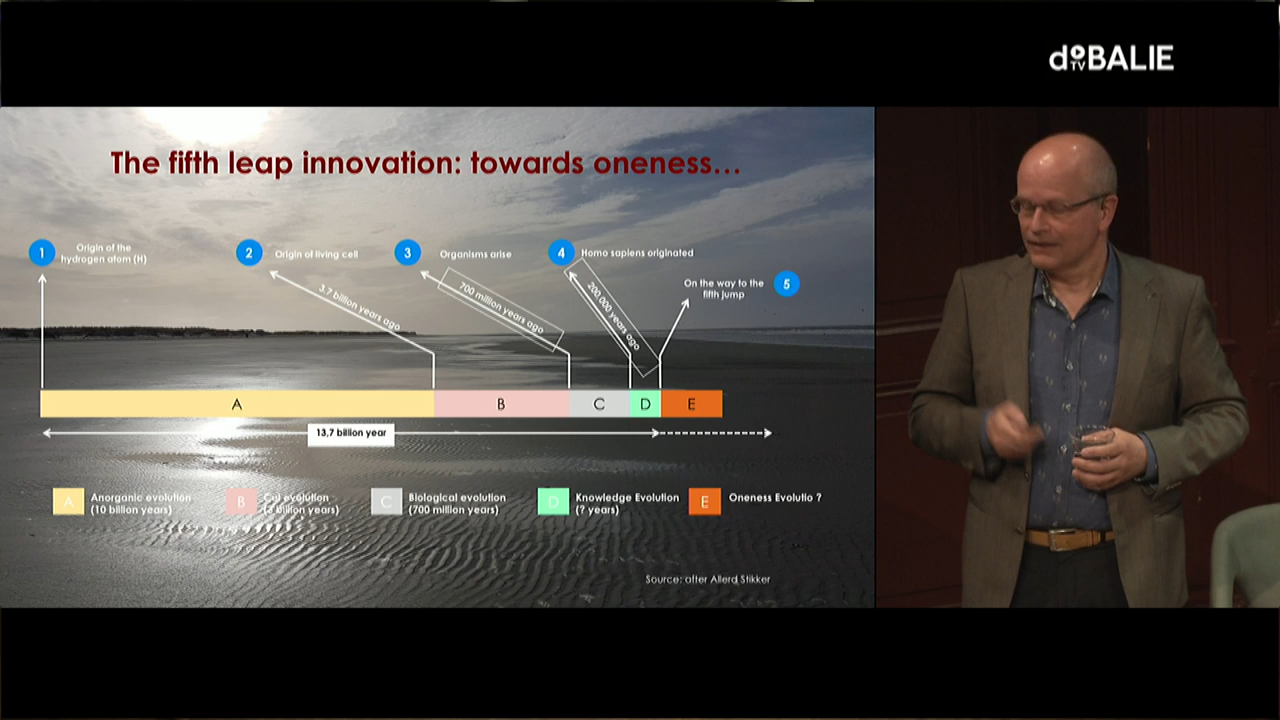 doBALIE
TV
The fifth leap innovation: towards oneness...
1
Origin of the
hydrogen atom (H)
2
Origin of living cell
3
Organisms arise
4
Homo sapiens originated
On the way to the
fifth jump
5
3,7 billion years ago
700 million years ago
200,000 years ago
A
B
C
D
E
13,7 billion year
A
Anorganic evolution
(10 billion years)
B
Cel evolution
(3 billion years)
C
Biological evolution
(700 million years)
D
Knowledge Evolution
(? years)
E
Oneness Evolutio ?
Source: after Allerd Stikker